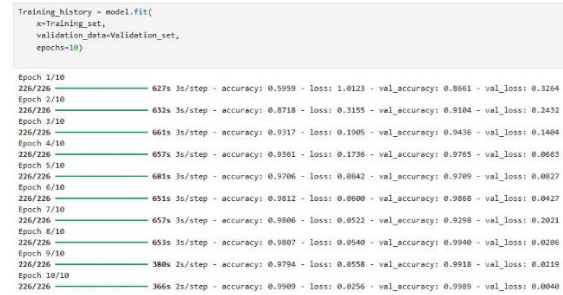 Training_history = model.fit(
x=Training_set,
validation_data=Validation_set,
epochs=10)
Epoch 1/10
226/226 627s 3s/step - accuracy: 0.5959 - loss: 1.0123 - val_accuracy: 0.8661 - val_loss: 0.3264
Epoch 2/10
226/226 632s 3s/step - accuracy: 0.8718 - loss: 0.3155 - val_accuracy: 0.9104 - val_loss: 0.2432
Epoch 3/10
226/226 661s 3s/step - accuracy: 0.9317 - loss: 0.1905 - val_accuracy: 0.9436 - val_loss: 0.1404
Epoch 4/10
226/226 657s 3s/step - accuracy: 0.9361 - loss: 0.1736 - val_accuracy: 0.9765 - val_loss: 0.0663
Epoch 5/10
226/226 681s 3s/step - accuracy: 0.9706 - loss: 0.0842 - val_accuracy: 0.9709 - val_loss: 0.0827
Epoch 6/10
226/226 651s 3s/step - accuracy: 0.9812 - loss: 0.0600 - val_accuracy: 0.9868 - val_loss: 0.0427
Epoch 7/10
226/226 657s 3s/step - accuracy: 0.9806 - loss: 0.0522 - val_accuracy: 0.9298 - val_loss: 0.2021
Epoch 8/10
226/226 653s 3s/step - accuracy: 0.9807 - loss: 0.0540 - val_accuracy: 0.9940 - val_loss: 0.0206
Epoch 9/10
226/226 380s 2s/step - accuracy: 0.9794 - loss: 0.0558 - val_accuracy: 0.9918 - val_loss: 0.0219
Epoch 10/10
226/226 366s 2s/step - accuracy: 0.9909 - loss: 0.0256 - val_accuracy: 0.9989 - val_loss: 0.0040